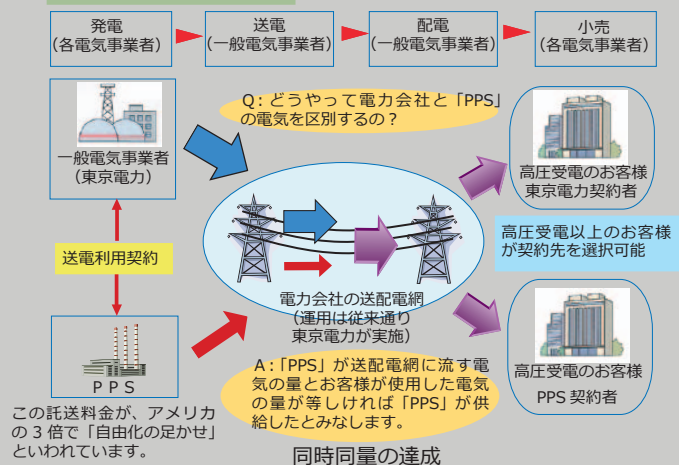 発電
(各電気事業者)
送電
(一般電気事業者)
配電
(一般電気事業者)
小売
(各電気事業者)
Q：どうやって電力会社と「PPS」
の電気を区別するの？
一般電気事業者
(東京電力)
高圧受電のお客様
東京電力契約者
送電利用契約
高圧受電以上のお客様
が契約先を選択可能
電力会社の送配電網
(運用は従来通り
東京電力が実施)
ＰＰＳ
A：「PPS」が送配電網に流す電
気の量とお客様が使用した電気
の量が等しければ「PPS」が供
給したとみなします。
高圧受電のお客様
PPS 契約者
この託送料金が、アメリカ
の 3 倍で「自由化の足かせ」
といわれています。
同時同量の達成